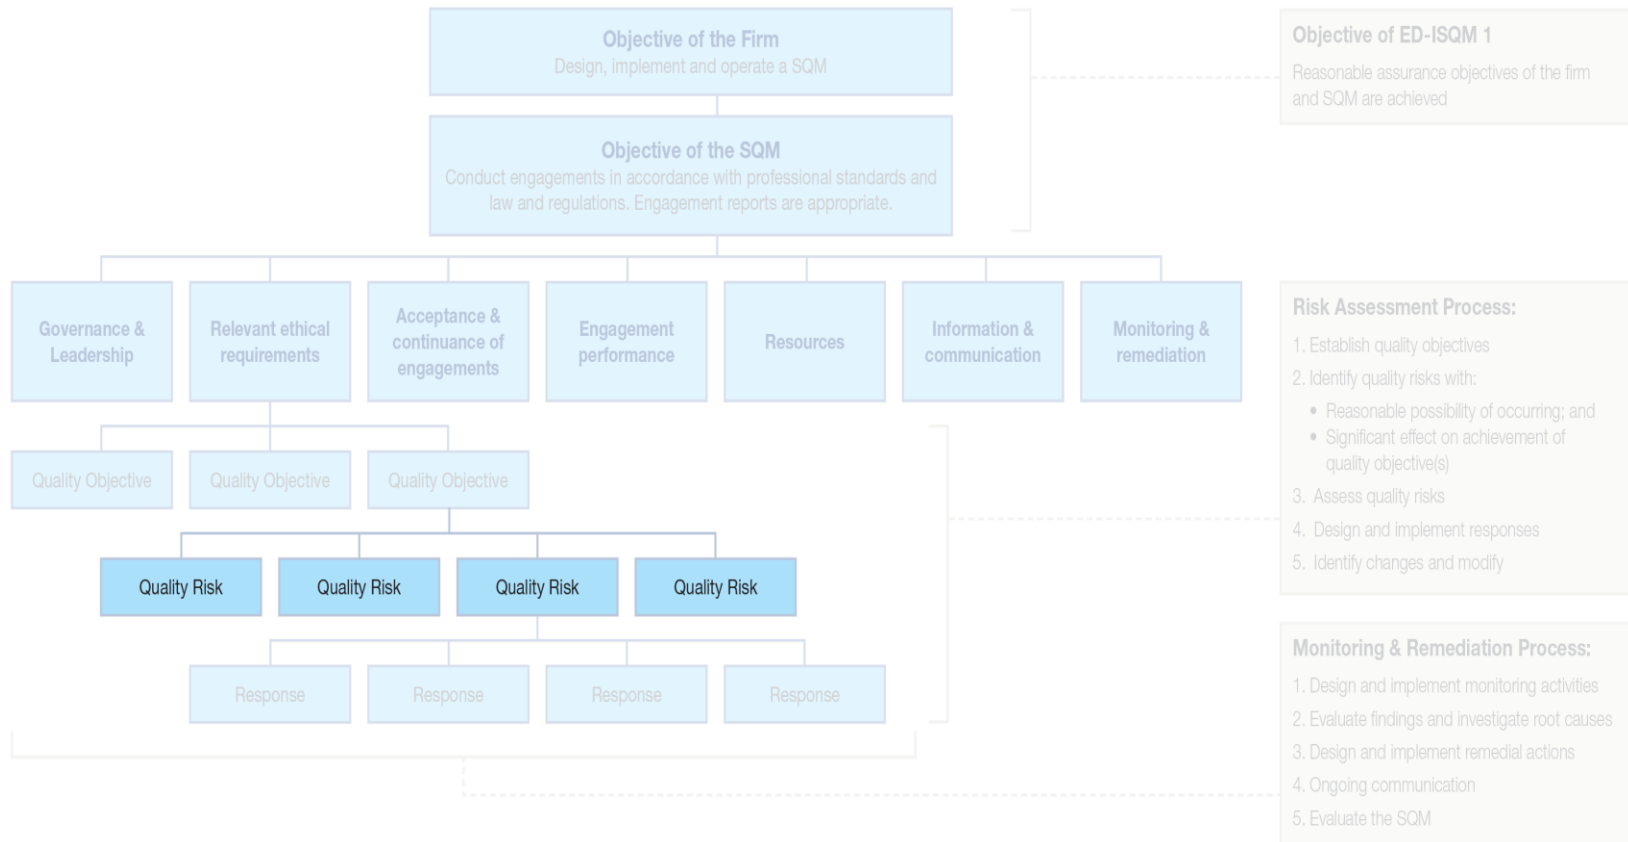 Objective of the Firm
Design, implement and operate a SQM
Objective of the SQM
Conduct engagements in accordance with professional standards and
law and regulations. Engagement reports are appropriate.
Objective of ED-ISQM 1
Reasonable assurance objectives of the firm
and SQM are achieved
Governance &
Leadership
Relevant ethical
requirements
Acceptance &
continuance of
engagements
Engagement
performance
Resources
Information &
communication
Monitoring &
remediation
Quality Objective
Quality Objective
Quality Objective
Quality Risk
Quality Risk
Quality Risk
Quality Risk
Response
Response
Response
Response
Risk Assessment Process:
1. Establish quality objectives
2. Identify quality risks with:
• Reasonable possibility of occurring; and
• Significant effect on achievement of
quality objective(s)
3. Assess quality risks
4. Design and implement responses
5. Identify changes and modify
Monitoring & Remediation Process:
1. Design and implement monitoring activities
2. Evaluate findings and investigate root causes
3. Design and implement remedial actions
4. Ongoing communication
5. Evaluate the SQM